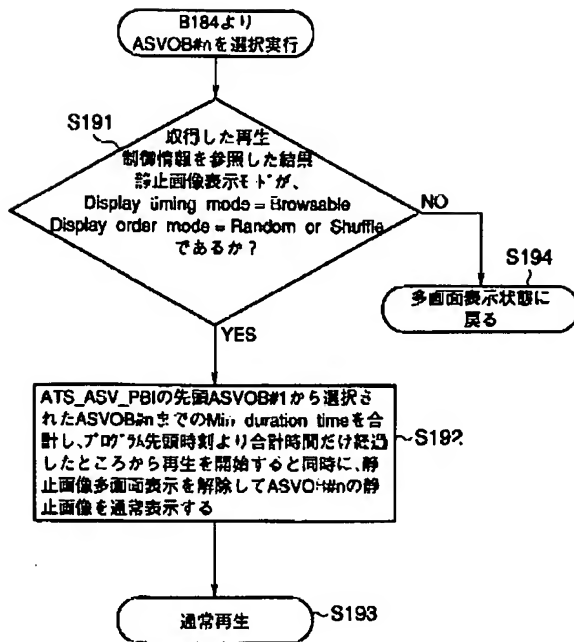 B184より
ASVOB#nを選択実行
S191
取得した再生
制御情報を参照した結果
静止画像表示モードが、
Display timing mode = Browsable
Display order mode = Random or Shuffle
であるか?
NO
S194
多画面表示状態に
戻る
YES
ATS_ASV_PBIの先頭ASVOB#1から選択さ
れたASVOB#nまでのMin duration timeを合
計し、プログラム先頭時刻より合計時間だけ経過
したところから再生を開始すると同時に、静
止画像多画面表示を解除してASVOB#nの静
止画像を通常表示する
S192
通常再生
S193